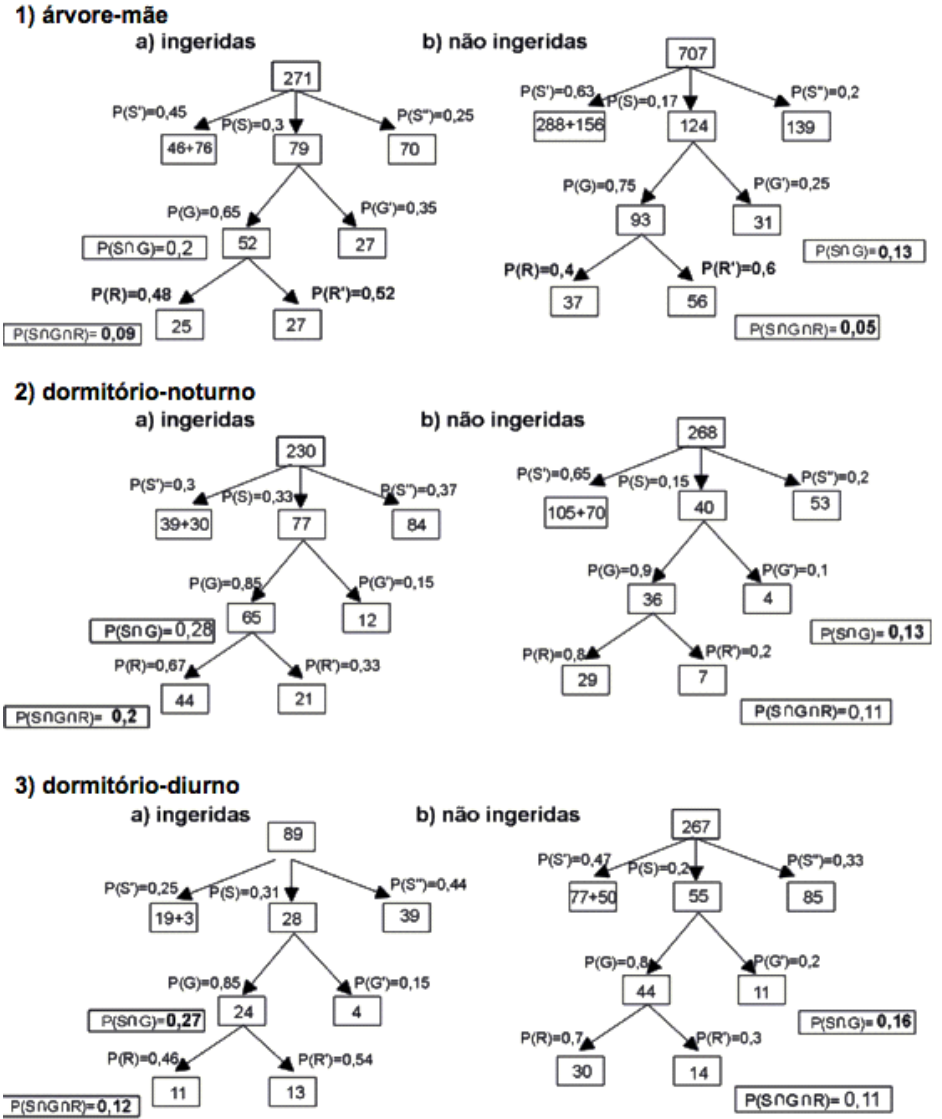 1) árvore-mãe
a) ingeridas
b) não ingeridas
271
P(S')=0,45
P(S)=0,3
P(S'')=0,25
46+76
79
70
P(G)=0,65
P(G')=0,35
P(S∩G)=0,2
52
27
P(R)=0,48
P(R')=0,52
25
27
P(S∩G∩R)= 0,09
707
P(S')=0,63
P(S)=0,17
P(S'')=0,2
288+156
124
139
P(G)=0,75
P(G')=0,25
93
31
P(S∩G)=0,13
P(R)=0,4
P(R')=0,6
37
56
P(S∩G∩R)= 0,05
2) dormitório-noturno
a) ingeridas
b) não ingeridas
230
P(S')=0,3
P(S)=0,33
P(S'')=0,37
39+30
77
84
P(G)=0,85
P(G')=0,15
P(S∩G)=0,28
65
12
P(R)=0,67
P(R')=0,33
44
21
P(S∩G∩R)= 0,2
268
P(S')=0,65
P(S)=0,15
P(S'')=0,2
105+70
40
53
P(G)=0,9
P(G')=0,1
36
4
P(S∩G)=0,13
P(R)=0,8
P(R')=0,2
29
7
P(S∩G∩R)=0,11
3) dormitório-diurno
a) ingeridas
b) não ingeridas
89
P(S')=0,25
P(S)=0,31
P(S'')=0,44
19+3
28
39
P(G)=0,85
P(G')=0,15
P(S∩G)=0,27
24
4
P(R)=0,46
P(R')=0,54
11
13
P(S∩G∩R)=0,12
267
P(S')=0,47
P(S)=0,2
P(S'')=0,33
77+50
55
85
P(G)=0,8
P(G')=0,2
44
11
P(S∩G)=0,16
P(R)=0,7
P(R')=0,3
30
14
P(S∩G∩R)=0,11